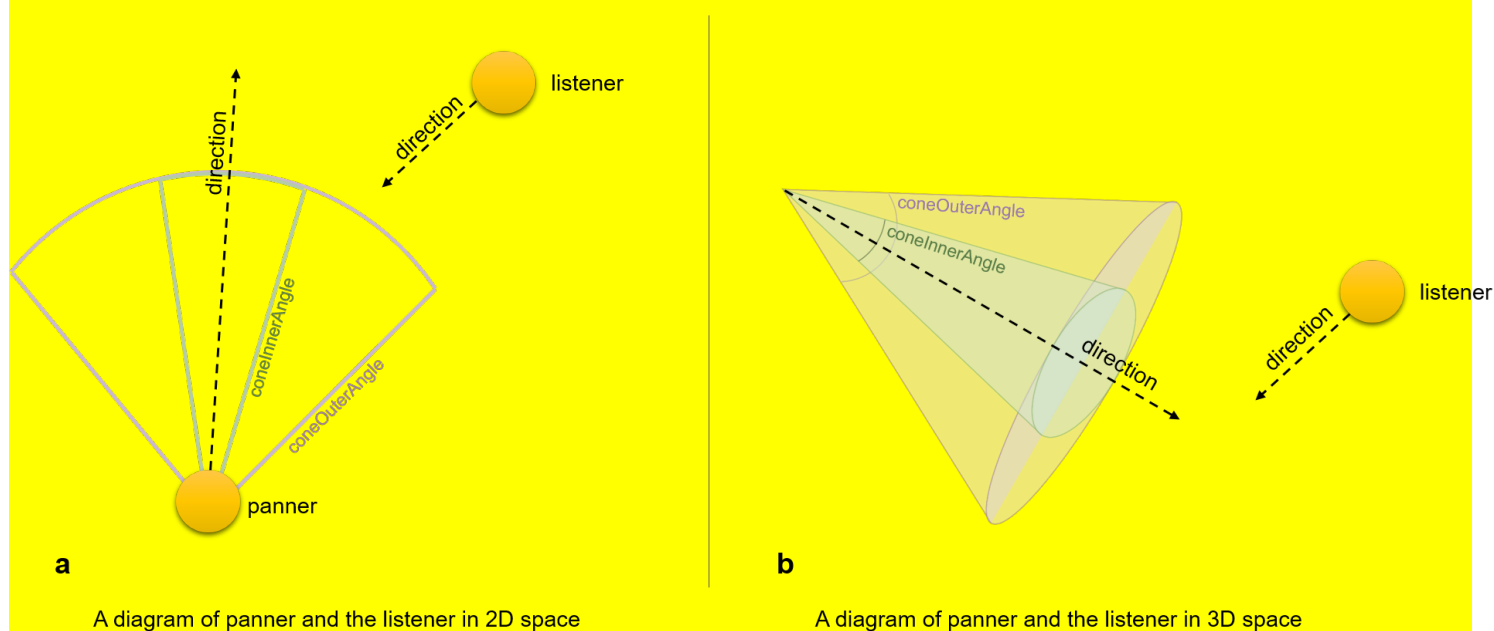 listener
direction
direction
coneInnerAngle
coneOuterAngle
panner
a
A diagram of panner and the listener in 2D space
coneOuterAngle
coneInnerAngle
direction
listener
direction
b
A diagram of panner and the listener in 3D space